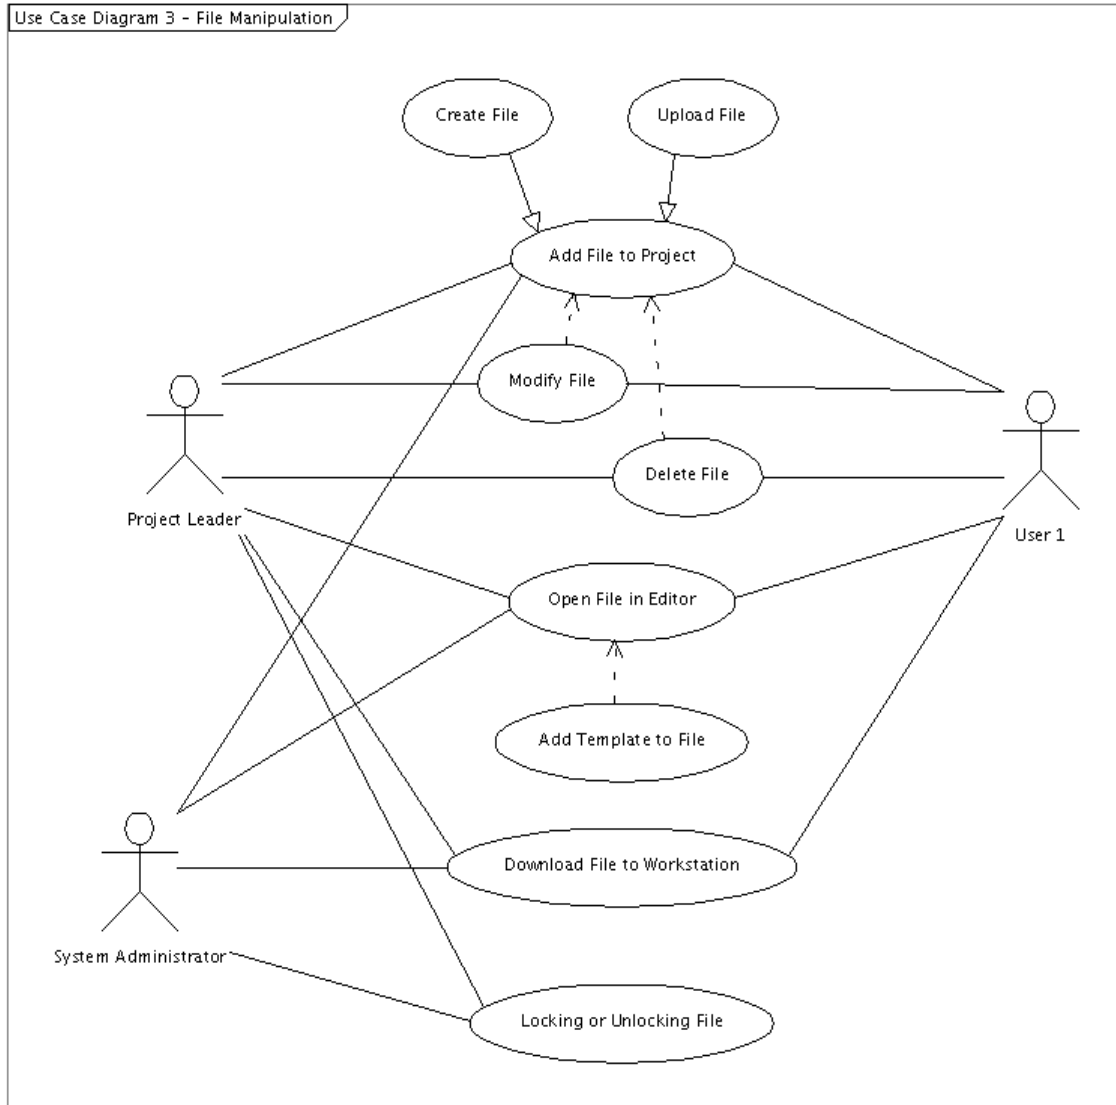 Use Case Diagram 3 - File Manipulation
Create File
Upload File
Add File to Project
Modify File
Delete File
Project Leader
User 1
Open File in Editor
Add Template to File
Download File to Workstation
System Administrator
Locking or Unlocking File